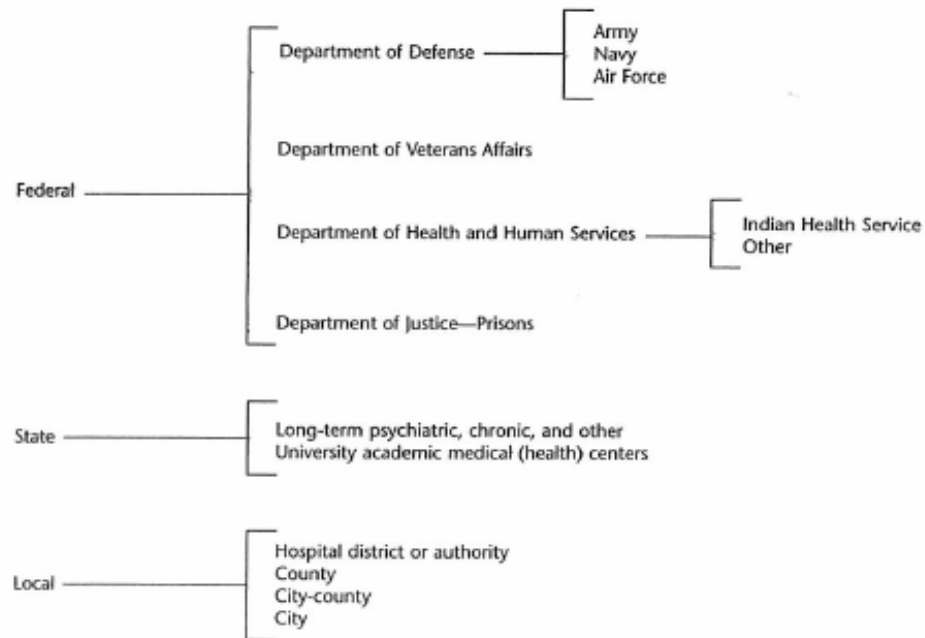 Army
Department of Defense
Navy
Air Force
Department of Veterans Affairs
Federal
Department of Health and Human Services
Indian Health Service
Other
Department of Justice—Prisons
State
Long-term psychiatric, chronic, and other
University academic medical (health) centers
Hospital district or authority
County
Local
City-county
City